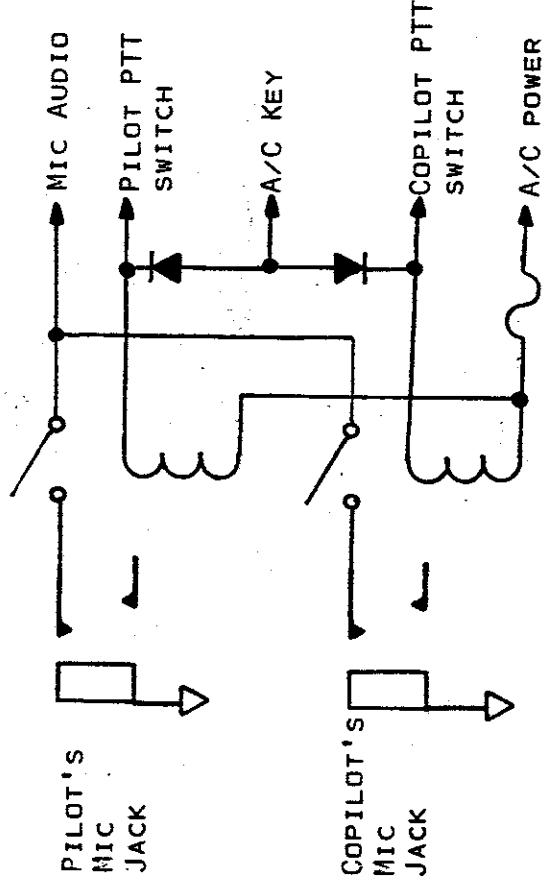 MIC AUDIO
PILOT PTT
SWITCH
A/C KEY
COPILOT PTT
SWITCH
A/C POWER
PILOT'S
MIC
JACK
COPILOT'S
MIC
JACK